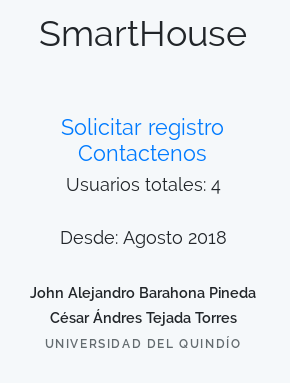 SmartHouse
Solicitar registro
Contactenos
Usuarios totales: 4
Desde: Agosto 2018
John Alejandro Barahona Pineda
César Ándres Tejada Torres
UNIVERSIDAD DEL QUINDÍO